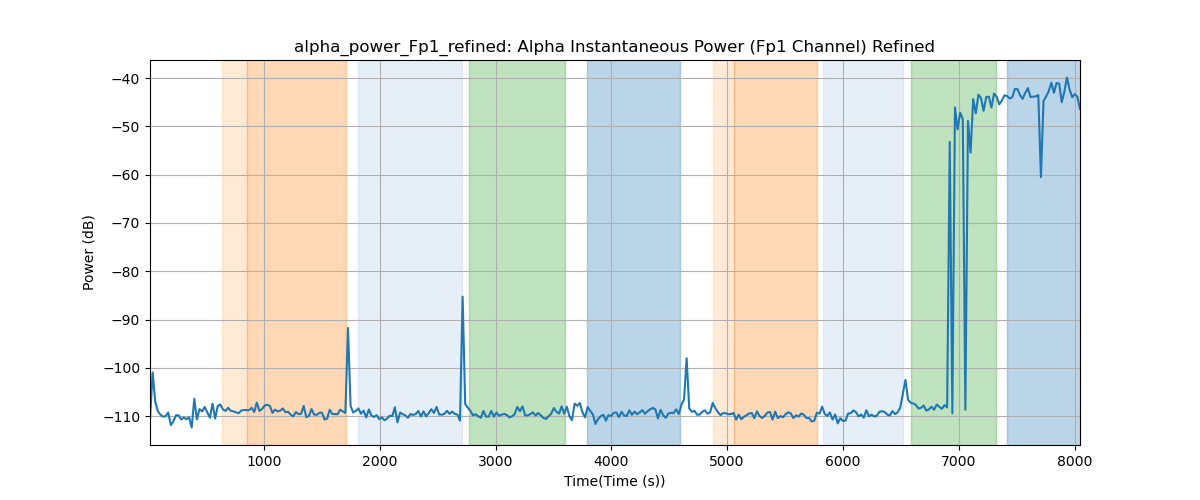 alpha_power_Fp1_refined: Alpha Instantaneous Power (Fp1 Channel) Refined
Power (dB)
−40
−50
−60
−70
−80
−90
−100
−110
1000 2000 3000 4000 5000 6000 7000 8000
Time(Time (s))